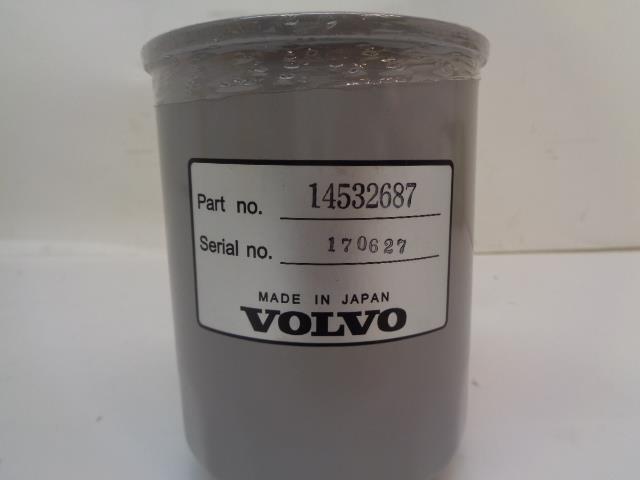 Part no. 14532687
Serial no. 170627
MADE IN JAPAN
VOLVO